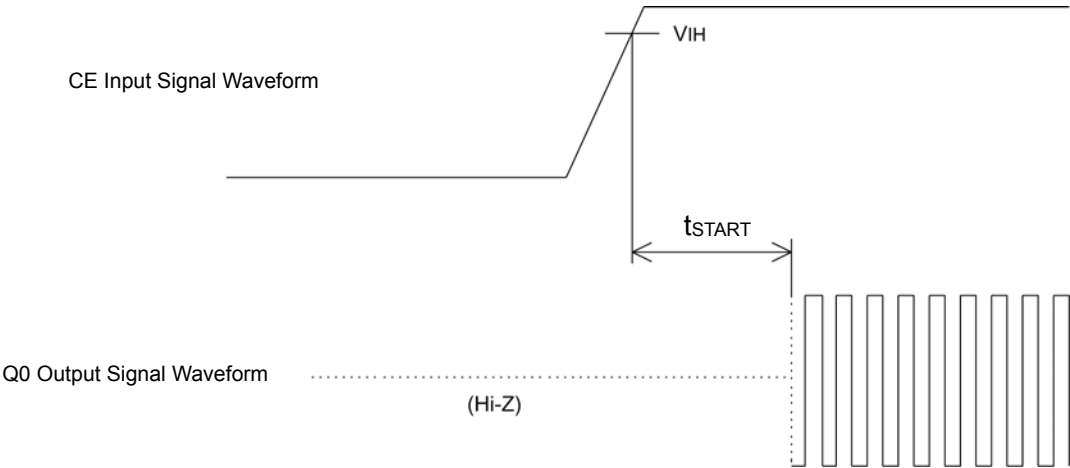 VIH
CE Input Signal Waveform
tSTART
Q0 Output Signal Waveform
(Hi-Z)